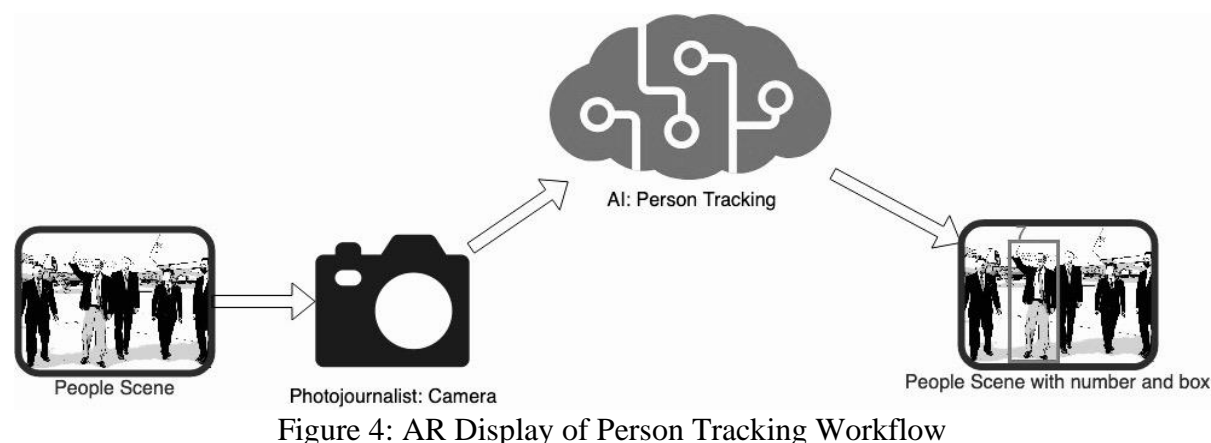 AI: Person Tracking
7
People Scene
Photojournalist: Camera
People Scene with number and box
Figure 4: AR Display of Person Tracking Workflow